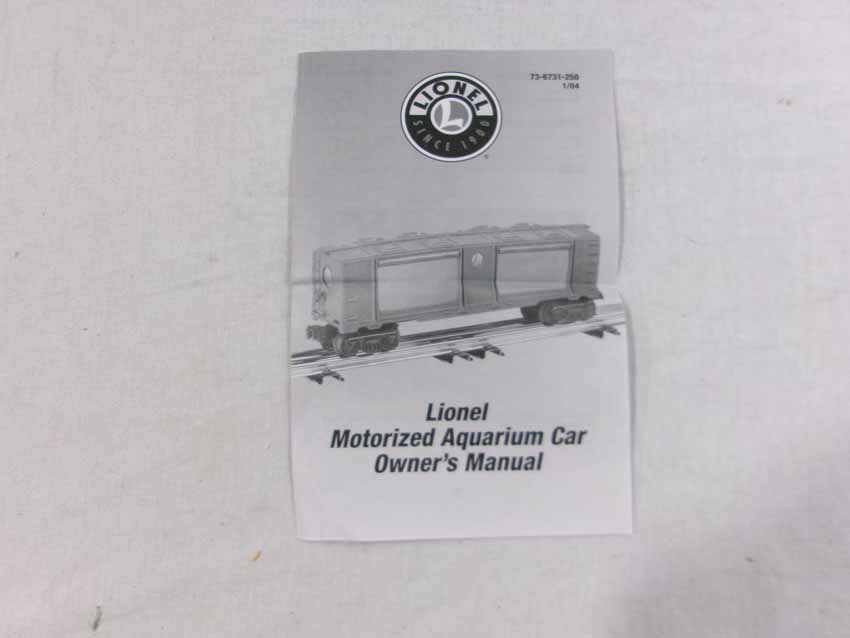 LIONEL
L
SINCE 1900
73-6731-250
1/04
Lionel
Motorized Aquarium Car
Owner's Manual